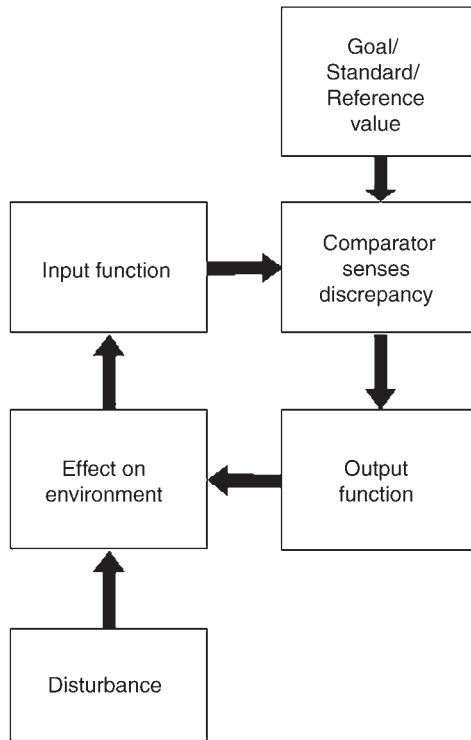 Goal/
Standard/
Reference
value
Input function
Comparator
senses
discrepancy
Effect on
environment
Output
function
Disturbance